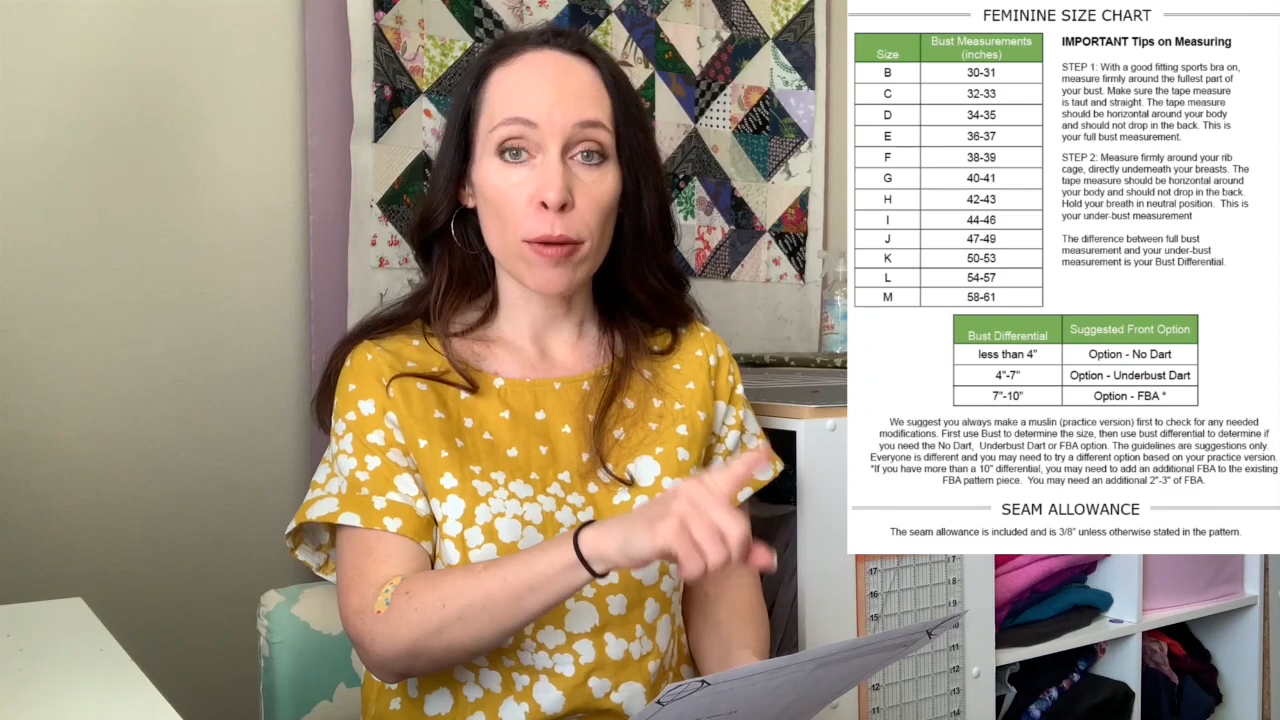 FEMININE SIZE CHART
Size Bust Measurements (inches)
B 30-31
C 32-33
D 34-35
E 36-37
F 38-39
G 40-41
H 42-43
I 44-46
J 47-49
K 50-53
L 54-57
M 58-61
IMPORTANT Tips on Measuring
STEP 1: With a good fitting sports bra on,
measure firmly around the fullest part of
your bust. Make sure the tape measure
is taut and straight. The tape measure
should be horizontal around your body
and should not drop in the back. This is
your full bust measurement.
STEP 2: Measure firmly around your rib
cage, directly underneath your breasts. The
tape measure should be horizontal around
your body and should not drop in the back.
Hold your breath in neutral position. This is
your under-bust measurement
The difference between full bust
measurement and your under-bust
measurement is your Bust Differential.
Bust Differential Suggested Front Option
less than 4" Option - No Dart
4"-7" Option - Underbust Dart
7"-10" Option - FBA *
We suggest you always make a muslin (practice version) first to check for any needed
modifications. First use Bust to determine the size, then use bust differential to determine if
you need the No Dart, Underbust Dart or FBA option. The guidelines are suggestions only.
Everyone is different and you may need to try a different option based on your practice version.
*If you have more than a 10" differential, you may need to add an additional FBA to the existing
FBA pattern piece. You may need an additional 2"-3" of FBA.
SEAM ALLOWANCE
The seam allowance is included and is 3/8" unless otherwise stated in the pattern.
17
16
15
12
11
8
9
10
11
13
14